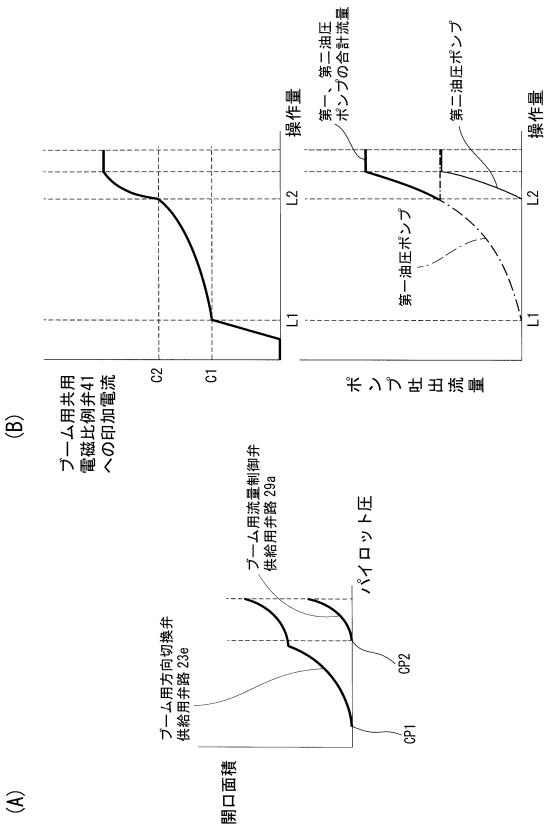 (A)
開口面積
ブーム用方向切換弁
供給用弁路 23e
ブーム用流量制御弁
供給用弁路 29a
パイロット圧
CP1
CP2
(B)
ブーム用共用
電磁比例弁41
への印加電流
C2
C1
L1
L2
操作量
ポンプ吐出流量
第一油圧ポンプ
第一、第二油圧
ポンプの合計流量
第二油圧ポンプ
L1
L2
操作量